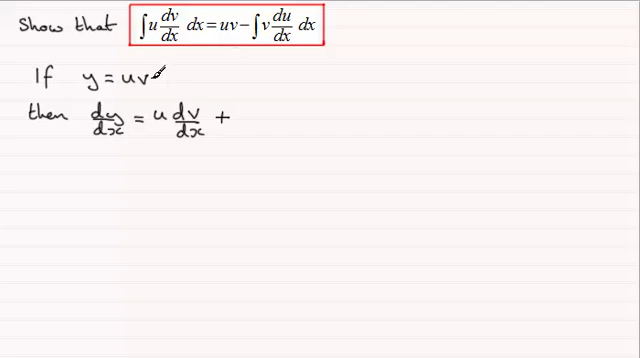 Show that ∫u dv/dx dx = uv − ∫v du/dx dx
If y = uv
then dy/dx = u dv/dx +